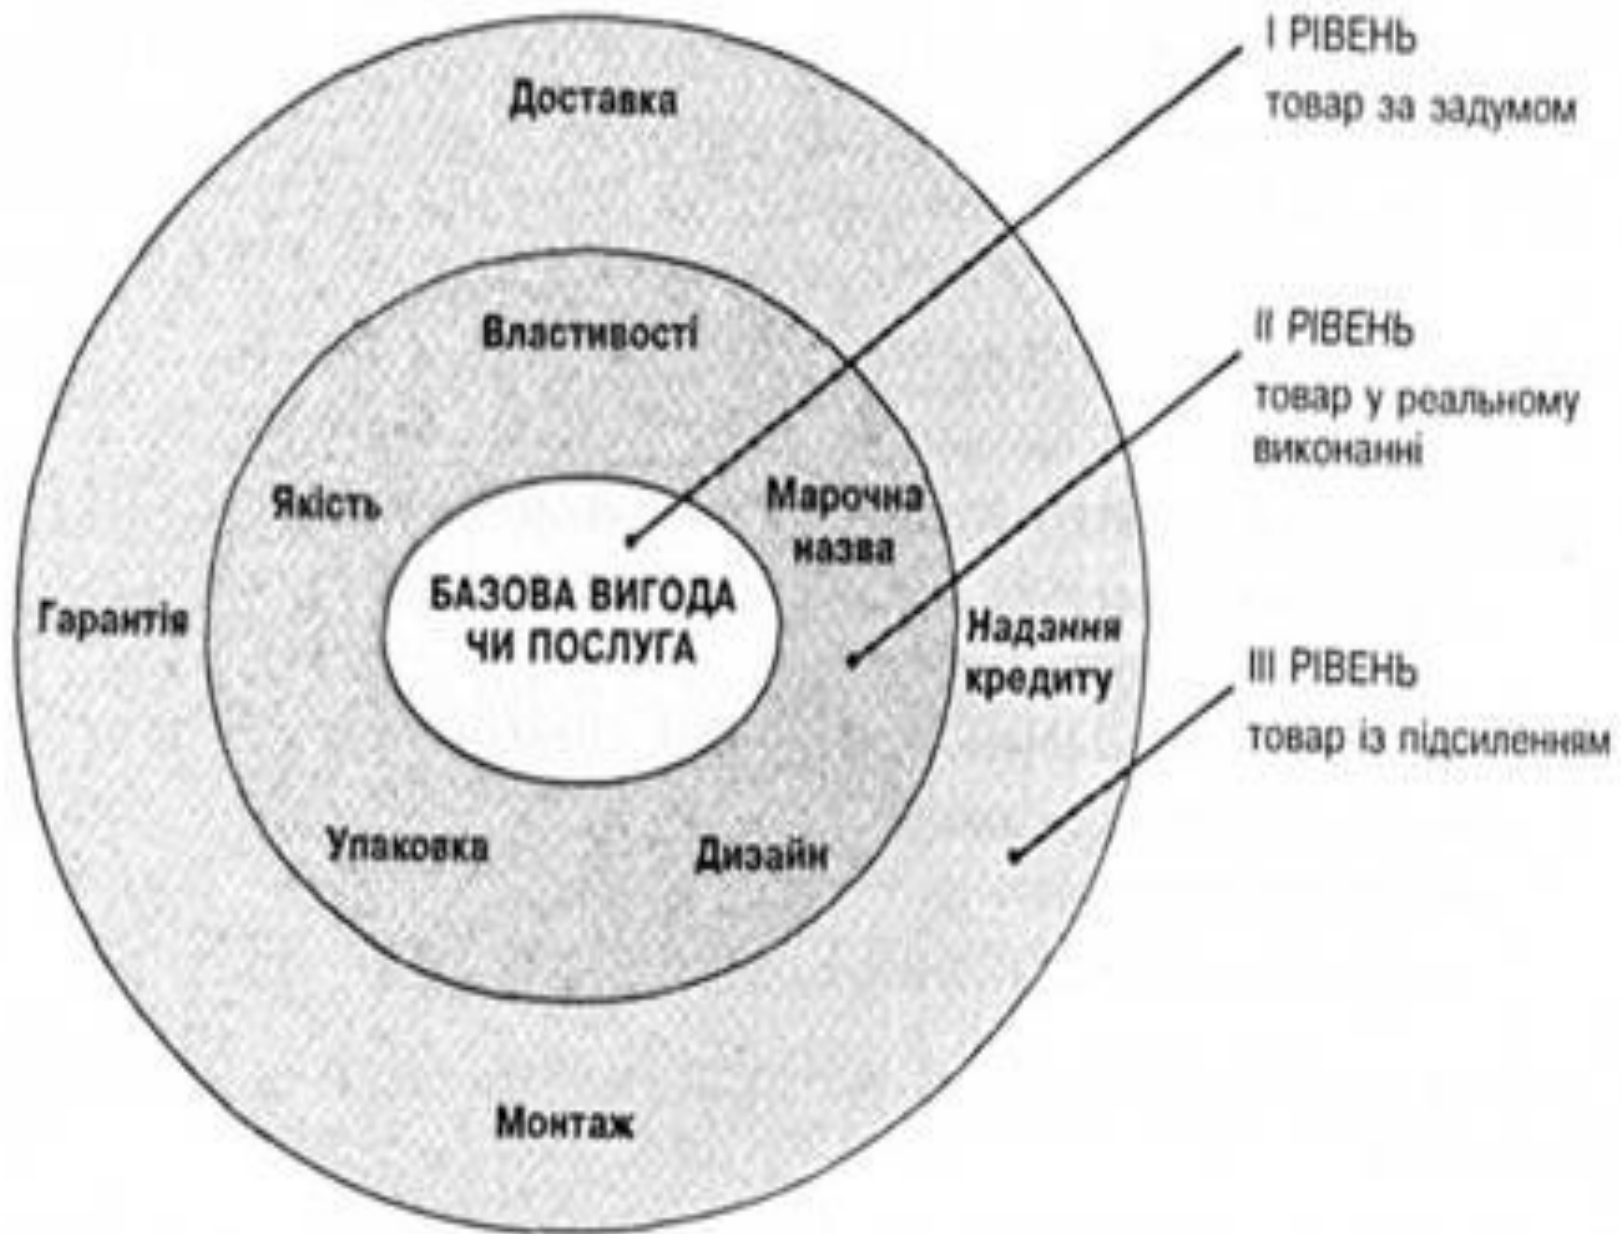 І РІВЕНЬ
товар за задумом
Доставка
ІІ РІВЕНЬ
товар у реальному
виконанні
Властивості
Якість
Марочна
назва
БАЗОВА ВИГОДА
ЧИ ПОСЛУГА
Гарантія
Надання
кредиту
ІІІ РІВЕНЬ
товар із підсиленням
Упаковка
Дизайн
Монтаж